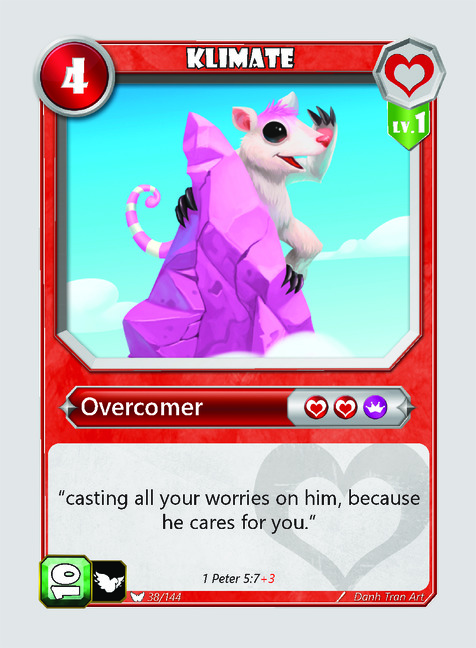 KLIMATE
4
LV.1
Overcomer
“casting all your worries on him, because
he cares for you.”
1 Peter 5:7+3
10
38/144
Danh Tran Art